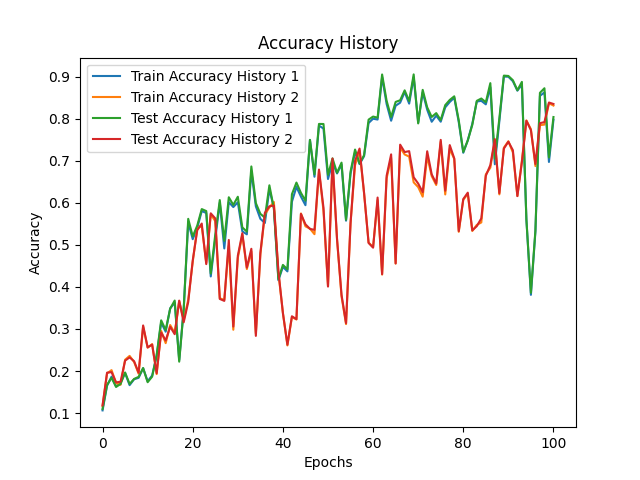 Accuracy History
Train Accuracy History 1
Train Accuracy History 2
Test Accuracy History 1
Test Accuracy History 2
0.9
0.8
0.7
0.6
0.5
0.4
0.3
0.2
0.1
Accuracy
0 20 40 60 80 100
Epochs